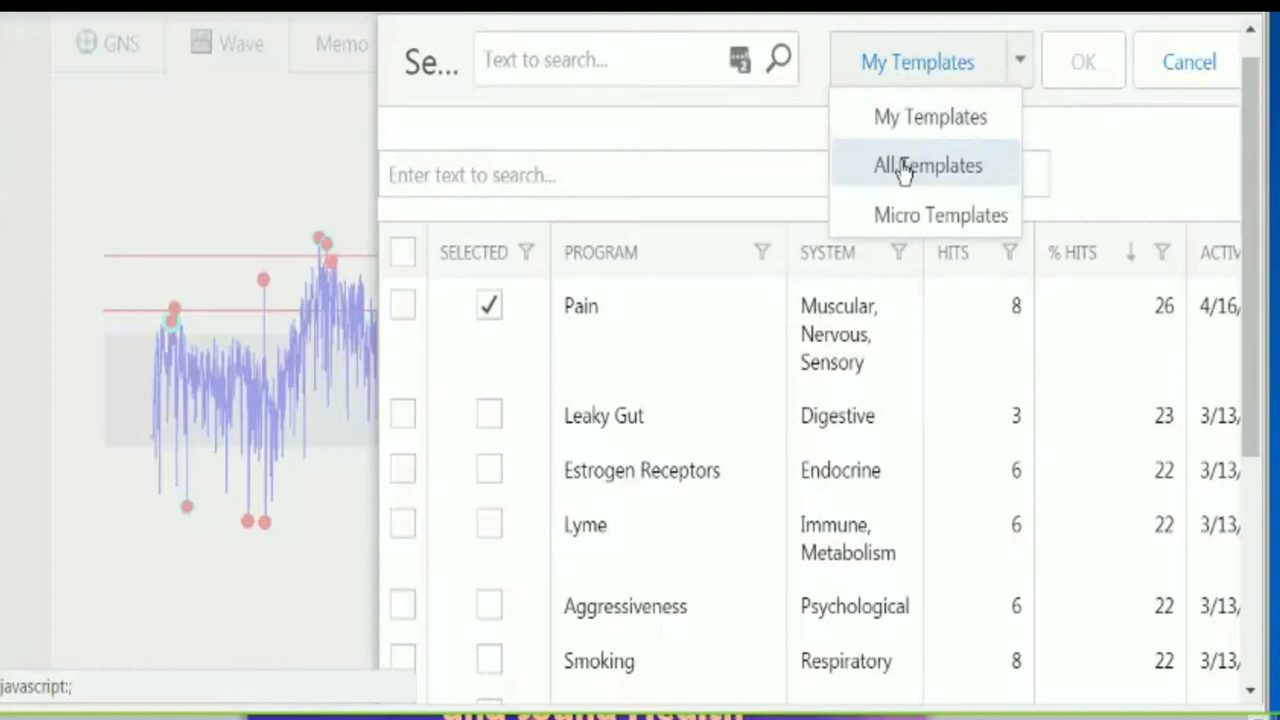 GNS
Wave
Memo
Se...
Text to search...
My Templates
OK
Cancel
My Templates
All Templates
Micro Templates
Enter text to search...
SELECTED
PROGRAM
SYSTEM
HITS
% HITS
ACTIV
Pain
Muscular,
Nervous,
Sensory
8
26
4/16/
Leaky Gut
Digestive
3
23
3/13/
Estrogen Receptors
Endocrine
6
22
3/13/
Lyme
Immune,
Metabolism
6
22
3/13/
Aggressiveness
Psychological
6
22
3/13/
Smoking
Respiratory
8
22
3/13/
javascript:;
and Sound Health